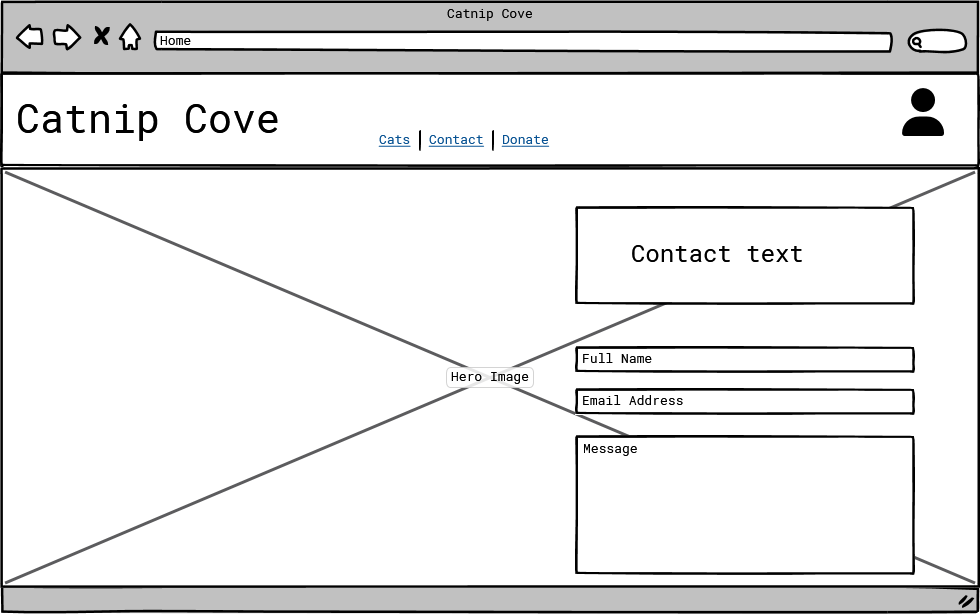 Catnip Cove
Home
Catnip Cove
Cats | Contact | Donate
Contact text
Full Name
Hero Image
Email Address
Message